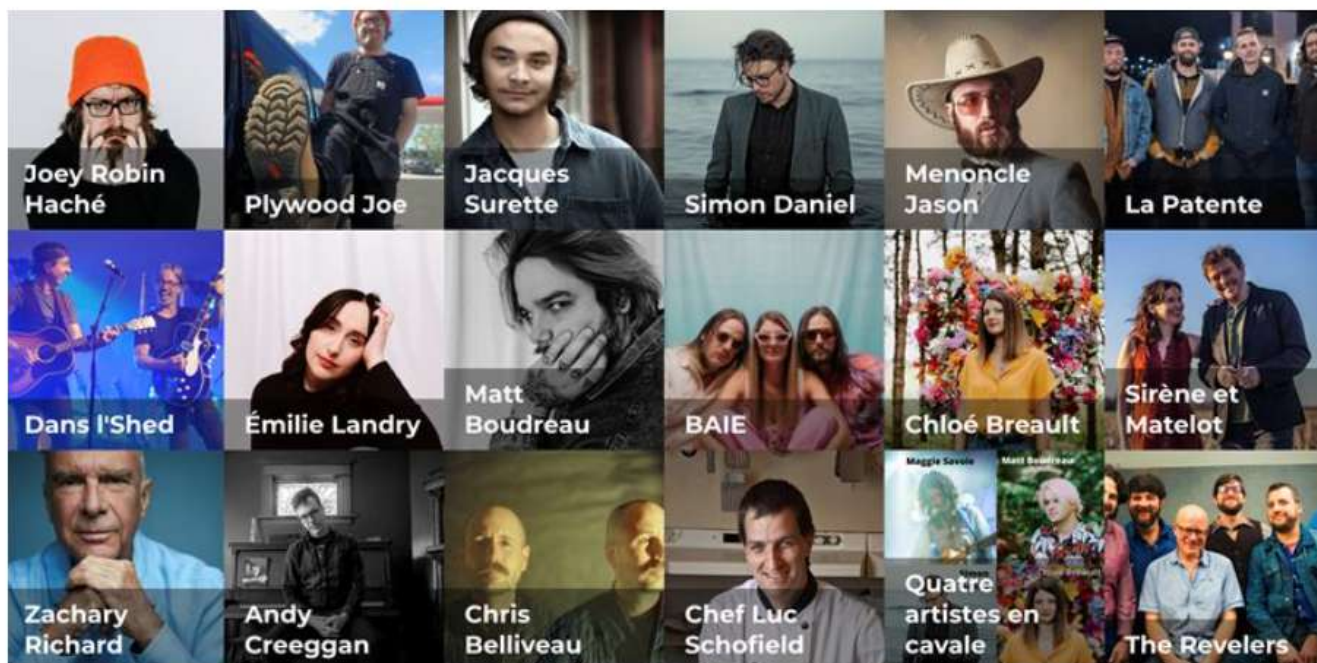 Joey Robin
Haché
Plywood Joe
Jacques
Surette
Simon Daniel
Menoncle
Jason
La Patente
Dans l'Shed
Émilie Landry
Matt
Boudreau
BAIE
Chloé Breault
Sirène et
Matelot
Zachary
Richard
Andy
Creeggan
Chris
Belliveau
Chef Luc
Schofield
Maggie Savoie
Matt Boudreau
Simon
Quatre
artistes en
cavale
The Revelers